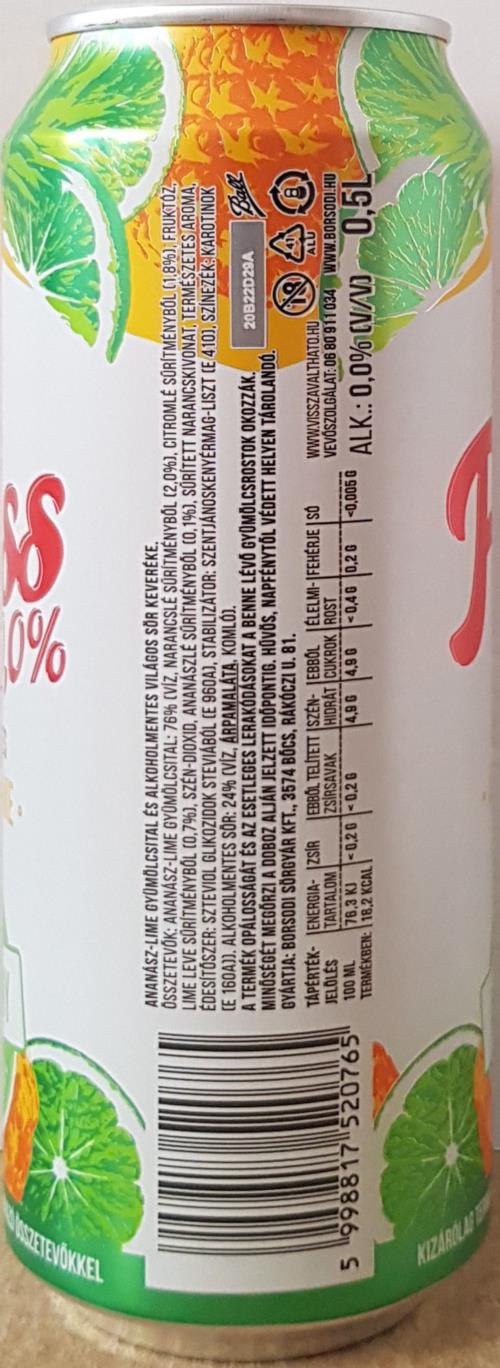 ANANÁSZ-LIME GYÜMÖLCSITAL ÉS ALKOHOLMENTES VILÁGOS SÖR KEVERÉKE.
ÖSSZETEVŐK: ANANÁSZ-LIME GYÜMÖLCSITAL: 76% (VÍZ, NARANCSLÉ SŰRÍTMÉNYBŐL (2,0%), CITROMLÉ SŰRÍTMÉNYBŐL (1,8%), FRUKTÓZ,
LIME LEVE SŰRÍTMÉNYBŐL (0,7%), SZÉN-DIOXID, ANANÁSZLÉ SŰRÍTMÉNYBŐL (0,1%), SŰRÍTETT NARANCSKIVONAT, TERMÉSZETES AROMA,
ÉDESÍTŐSZER: SZTEVIOL GLIKOZIDOK STEVIÁBÓL (E 960A), STABILIZÁTOR: SZENTJÁNOSKENYÉRMAG-LISZT (E 410), SZÍNEZÉK: KAROTINOK
(E 160A)), ALKOHOLMENTES SÖR: 24% (VÍZ, ÁRPAMALÁTA, KOMLÓ).
A TERMÉK OPÁLOSSÁGÁT ÉS AZ ESETLEGES LERAKÓDÁSOKAT A BENNE LÉVŐ GYÜMÖLCSROSTOK OKOZZÁK.
MINŐSÉGÉT MEGŐRZI A DOBOZ ALJÁN JELZETT IDŐPONTIG. HŰVÖS, NAPFÉNYTŐL VÉDETT HELYEN TÁROLANDÓ.
GYÁRTJA: BORSODI SÖRGYÁR KFT., 3574 BŐCS, RÁKÓCZI U. 81.
TÁPÉRTÉK- ENERGIA- ZSÍR EBBŐL TELÍTETT SZÉN- EBBŐL ÉLELMI- FEHÉRJE SÓ
JELÖLÉS TARTALOM ZSÍRSAVAK HIDRÁT CUKROK ROST
100 ML 76,3 KJ <0,2 G <0,2 G 4,9 G 4,9 G <0,4 G 0,2 G <0,005 G
TERMÉKBEN: 18,2 KCAL
WWW.VISSZAVALTHATO.HU
VEVŐSZOLGÁLAT: 06 80 911 034 WWW.BORSODI.HU
ALK.: 0,0% (V/V) 0,5L
20B22D29A
Ball
18
41
ALU
B
5 998817 520765
ss
,0%
ÖSSZETEVŐKKEL
KIZÁRÓLAG